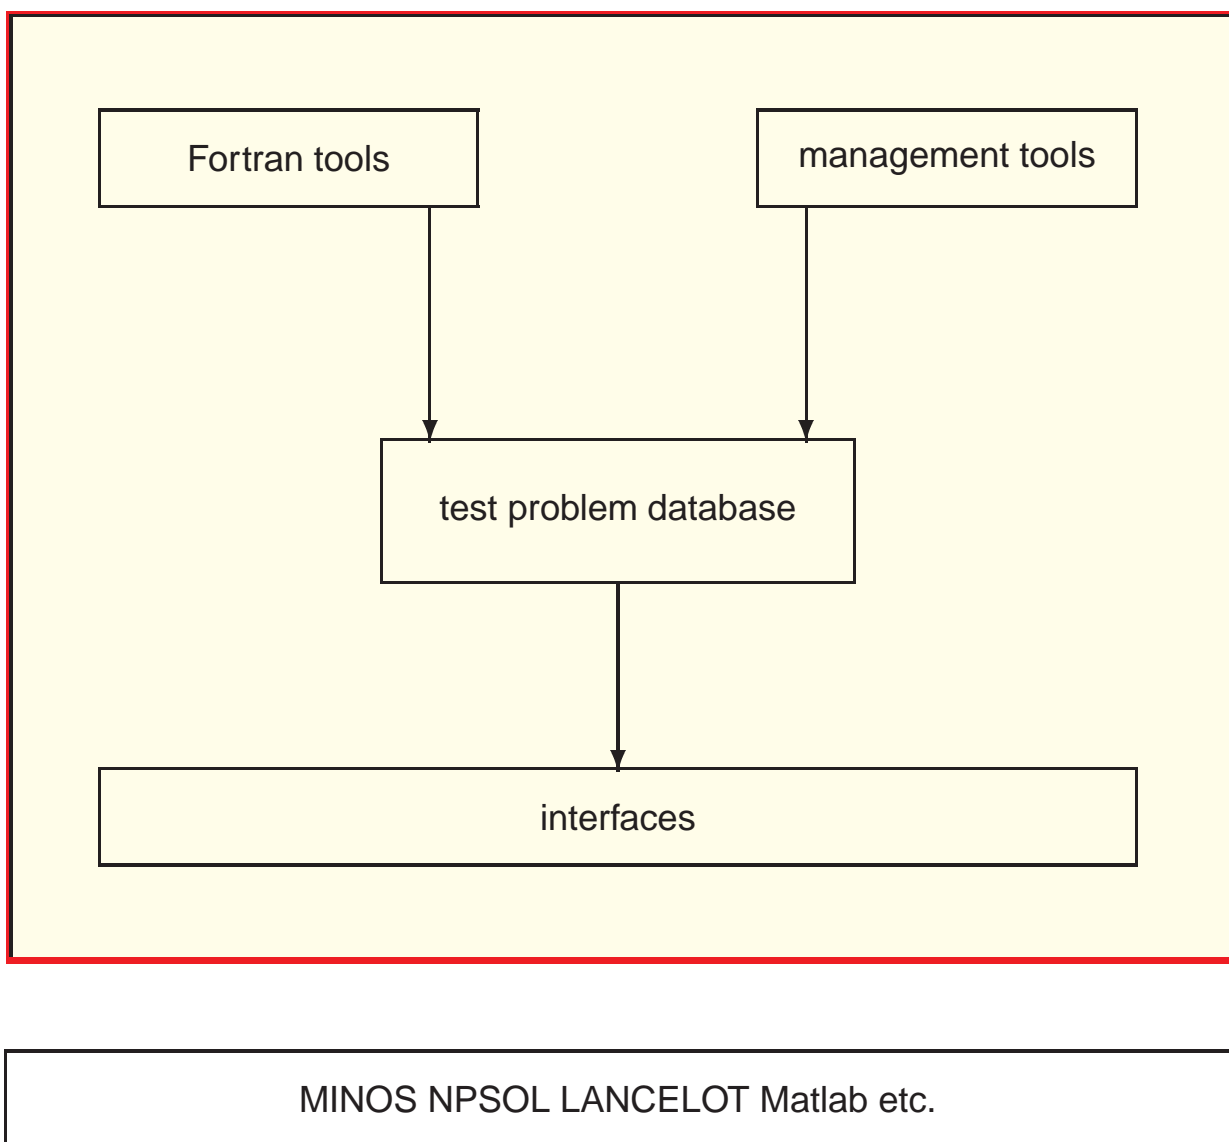 Fortran tools
management tools
test problem database
interfaces
MINOS NPSOL LANCELOT Matlab etc.